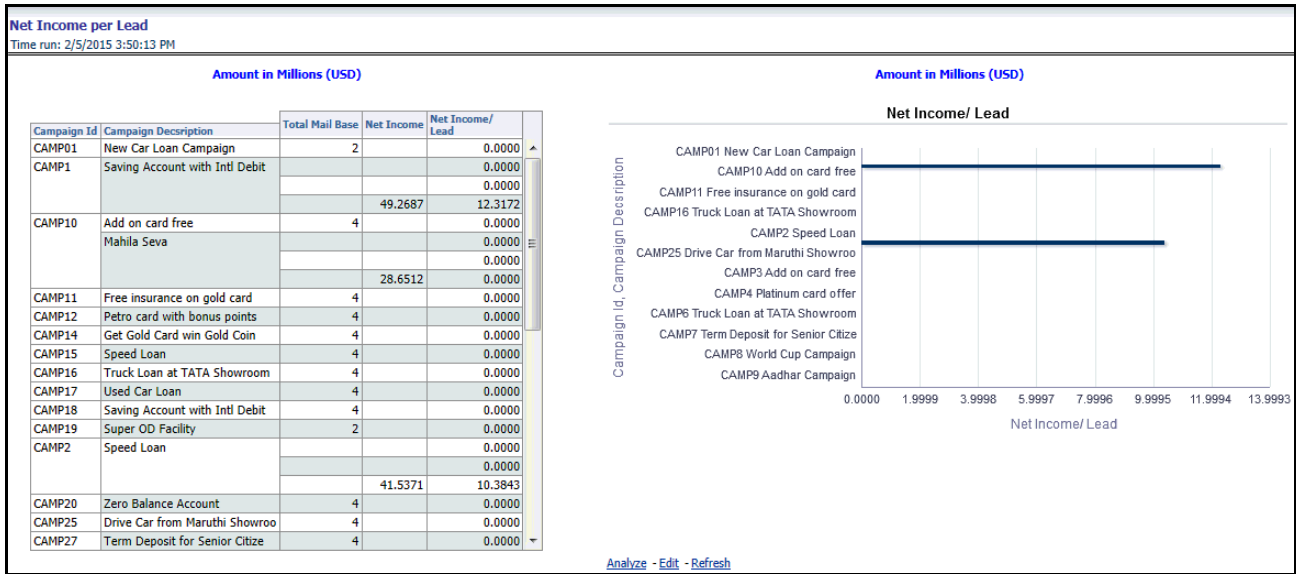 Net Income per Lead
Time run: 2/5/2015 3:50:13 PM
Amount in Millions (USD)
Campaign Id Campaign Decsription Total Mail Base Net Income Net Income/ Lead
CAMP01 New Car Loan Campaign 2 0.0000
CAMP1 Saving Account with Intl Debit 0.0000
0.0000
49.2687 12.3172
CAMP10 Add on card free 4 0.0000
Mahila Seva 0.0000
0.0000
28.6512 0.0000
CAMP11 Free insurance on gold card 4 0.0000
CAMP12 Petro card with bonus points 4 0.0000
CAMP14 Get Gold Card win Gold Coin 4 0.0000
CAMP15 Speed Loan 4 0.0000
CAMP16 Truck Loan at TATA Showroom 4 0.0000
CAMP17 Used Car Loan 4 0.0000
CAMP18 Saving Account with Intl Debit 4 0.0000
CAMP19 Super OD Facility 2 0.0000
CAMP2 Speed Loan 0.0000
0.0000
41.5371 10.3843
CAMP20 Zero Balance Account 4 0.0000
CAMP25 Drive Car from Maruthi Showroo 4 0.0000
CAMP27 Term Deposit for Senior Citize 4 0.0000
Amount in Millions (USD)
Net Income/ Lead
Campaign Id, Campaign Decsription
CAMP01 New Car Loan Campaign
CAMP10 Add on card free
CAMP11 Free insurance on gold card
CAMP16 Truck Loan at TATA Showroom
CAMP2 Speed Loan
CAMP25 Drive Car from Maruthi Showroo
CAMP3 Add on card free
CAMP4 Platinum card offer
CAMP6 Truck Loan at TATA Showroom
CAMP7 Term Deposit for Senior Citize
CAMP8 World Cup Campaign
CAMP9 Aadhar Campaign
0.0000 1.9999 3.9998 5.9997 7.9996 9.9995 11.9994 13.9993
Net Income/ Lead
Analyze - Edit - Refresh